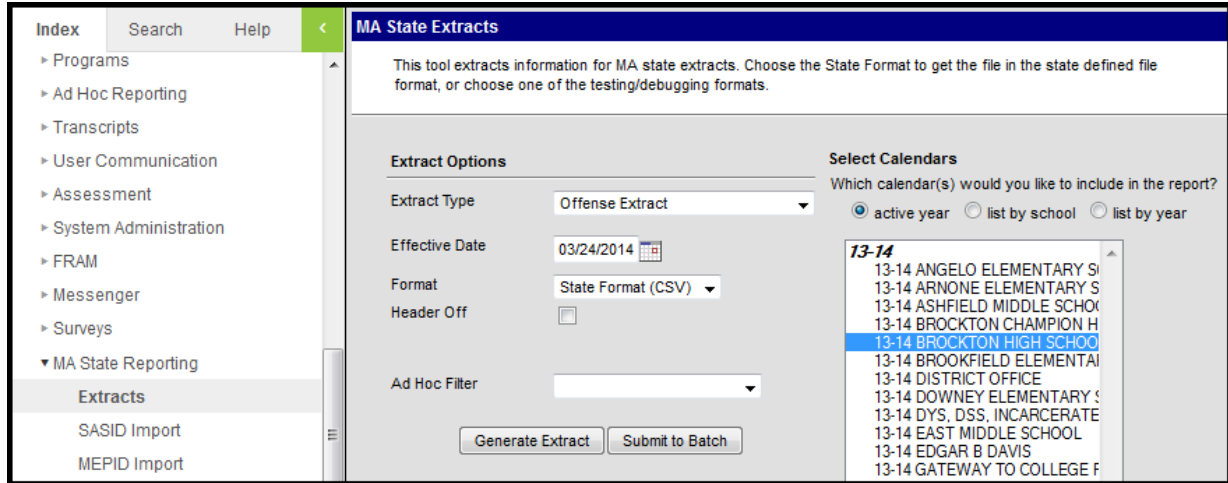 Index Search Help <
Programs
Ad Hoc Reporting
Transcripts
User Communication
Assessment
System Administration
FRAM
Messenger
Surveys
MA State Reporting
Extracts
SASID Import
MEPID Import
MA State Extracts
This tool extracts information for MA state extracts. Choose the State Format to get the file in the state defined file
format, or choose one of the testing/debugging formats.
Extract Options
Extract Type Offense Extract
Effective Date 03/24/2014
Format State Format (CSV)
Header Off
Ad Hoc Filter
Generate Extract Submit to Batch
Select Calendars
Which calendar(s) would you like to include in the report?
active year list by school list by year
13-14
13-14 ANGELO ELEMENTARY S
13-14 ARNONE ELEMENTARY S
13-14 ASHFIELD MIDDLE SCHO
13-14 BROCKTON CHAMPION H
13-14 BROCKTON HIGH SCHOO
13-14 BROOKFIELD ELEMENTA
13-14 DISTRICT OFFICE
13-14 DOWNEY ELEMENTARY S
13-14 DYS, DSS, INCARCERATE
13-14 EAST MIDDLE SCHOOL
13-14 EDGAR B DAVIS
13-14 GATEWAY TO COLLEGE F